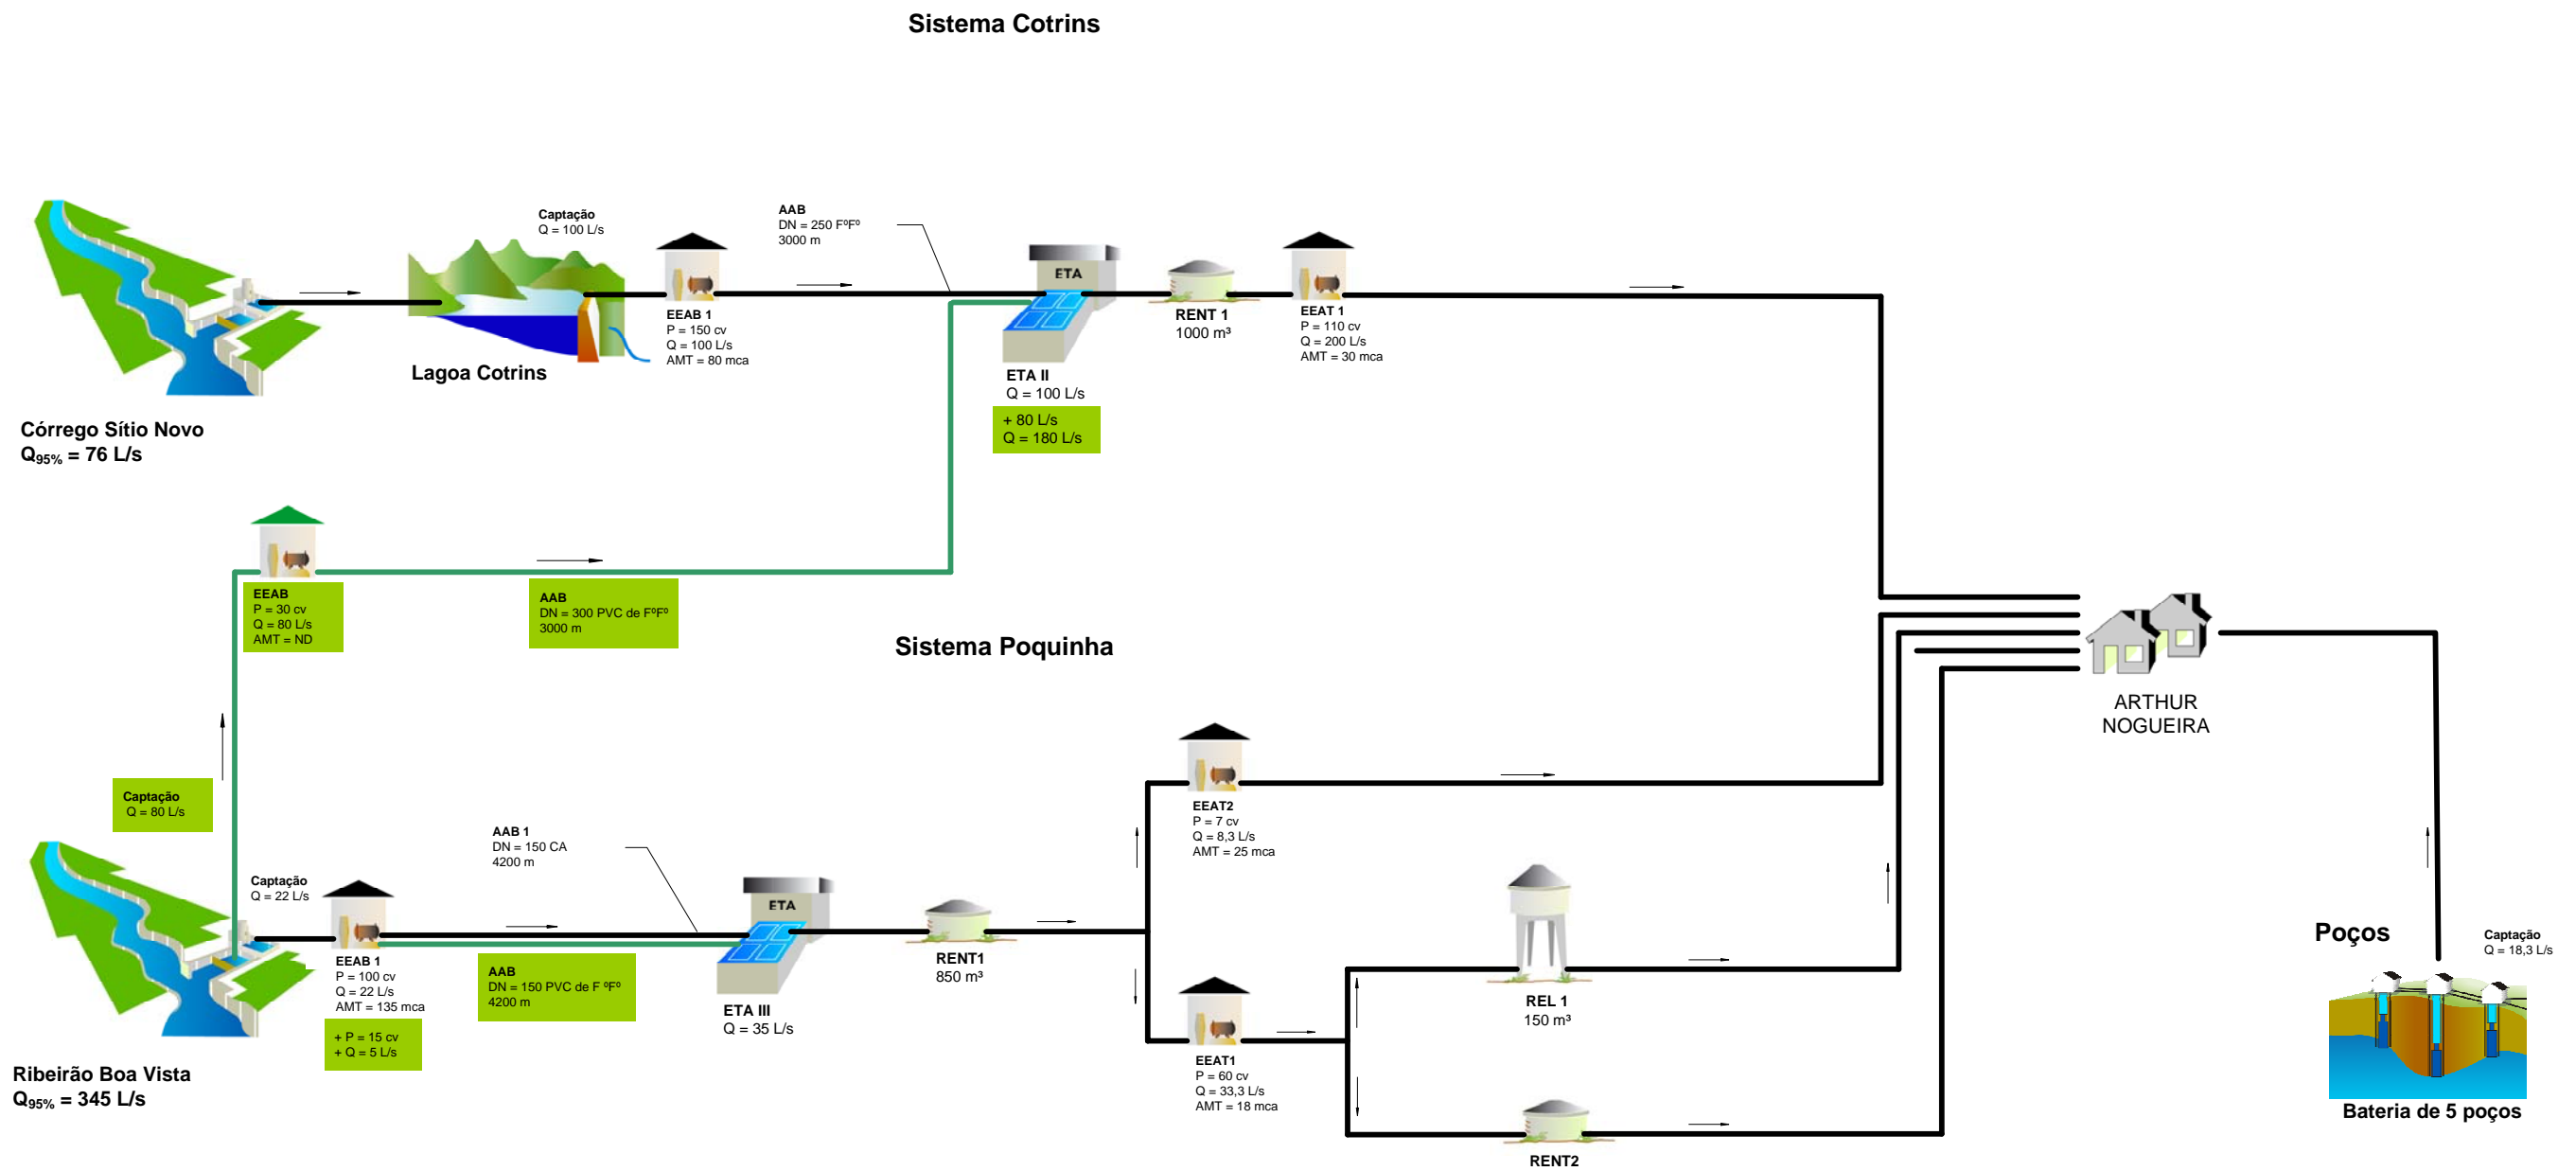 Sistema Cotrins
Captação
Q = 100 L/s
AAB
DN = 250 FºFº
3000 m
ETA
EEAB 1
P = 150 cv
Q = 100 L/s
AMT = 80 mca
RENT 1
1000 m³
EEAT 1
P = 110 cv
Q = 200 L/s
AMT = 30 mca
Lagoa Cotrins
ETA II
Q = 100 L/s
+ 80 L/s
Q = 180 L/s
Córrego Sítio Novo
Q95% = 76 L/s
EEAB
P = 30 cv
Q = 80 L/s
AMT = ND
AAB
DN = 300 PVC de FºFº
3000 m
Sistema Poquinha
ARTHUR
NOGUEIRA
Captação
Q = 80 L/s
EEAT2
P = 7 cv
Q = 8,3 L/s
AMT = 25 mca
AAB 1
DN = 150 CA
4200 m
Captação
Q = 22 L/s
ETA
EEAB 1
P = 100 cv
Q = 22 L/s
AMT = 135 mca
+ P = 15 cv
+ Q = 5 L/s
AAB
DN = 150 PVC de F ºFº
4200 m
ETA III
Q = 35 L/s
RENT1
850 m³
REL 1
150 m³
Poços
Captação
Q = 18,3 L/s
EEAT1
P = 60 cv
Q = 33,3 L/s
AMT = 18 mca
Ribeirão Boa Vista
Q95% = 345 L/s
Bateria de 5 poços
RENT2